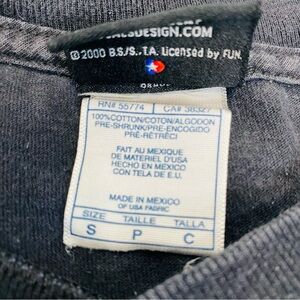 ©2000 B.S./S..T.A. Licensed by FUN.
RN# 55774 CA# 38327
100%COTTON/COTON/ALGODON
PRE-SHRUNK/PRE-ENCOGIDO
PRÉ-RÉTRÉCI
FAIT AU MEXIQUE
DE MATERIEL D'USA
HECHO EN MEXICO
CON TELA DE E.U.
MADE IN MEXICO
OF USA FABRIC
SIZE TAILLE TALLA
S P C